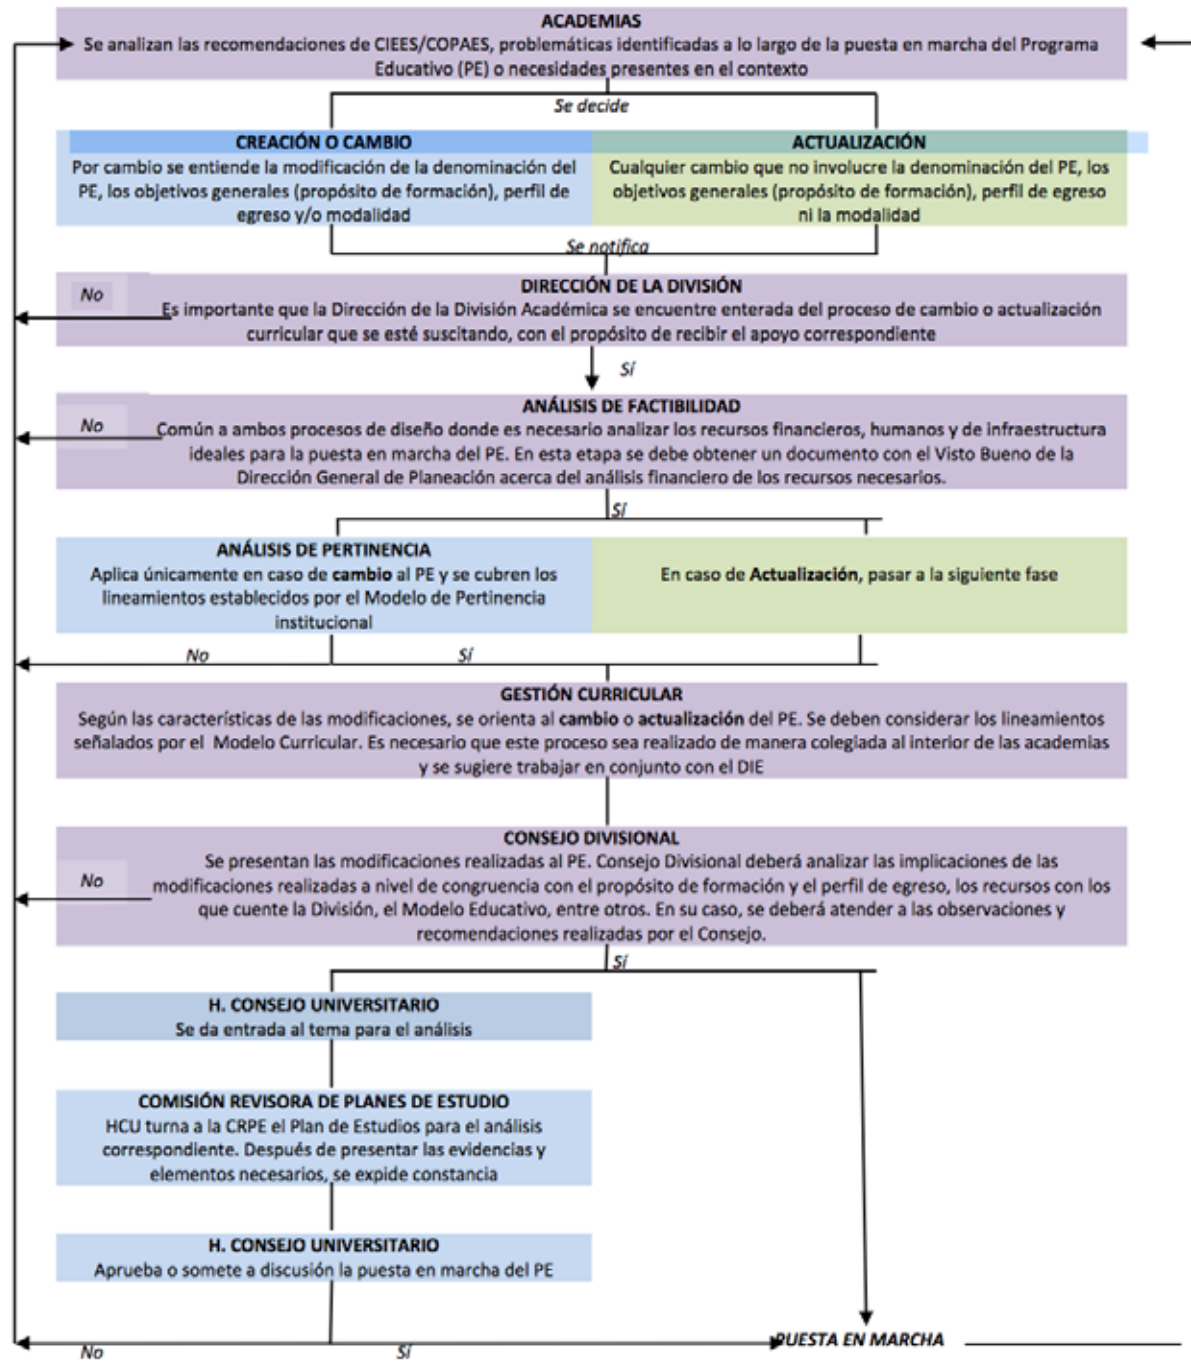 ACADEMIAS
Se analizan las recomendaciones de CIEES/COPAES, problemáticas identificadas a lo largo de la puesta en marcha del Programa
Educativo (PE) o necesidades presentes en el contexto
Se decide
CREACIÓN O CAMBIO
Por cambio se entiende la modificación de la denominación del
PE, los objetivos generales (propósito de formación), perfil de
egreso y/o modalidad
ACTUALIZACIÓN
Cualquier cambio que no involucre la denominación del PE, los
objetivos generales (propósito de formación), perfil de egreso
ni la modalidad
Se notifica
DIRECCIÓN DE LA DIVISIÓN
No
Es importante que la Dirección de la División Académica se encuentre enterada del proceso de cambio o actualización
curricular que se esté suscitando, con el propósito de recibir el apoyo correspondiente
Sí
ANÁLISIS DE FACTIBILIDAD
No
Común a ambos procesos de diseño donde es necesario analizar los recursos financieros, humanos y de infraestructura
ideales para la puesta en marcha del PE. En esta etapa se debe obtener un documento con el Visto Bueno de la
Dirección General de Planeación acerca del análisis financiero de los recursos necesarios.
Sí
ANÁLISIS DE PERTINENCIA
Aplica únicamente en caso de cambio al PE y se cubren los
lineamientos establecidos por el Modelo de Pertinencia
institucional
En caso de Actualización, pasar a la siguiente fase
No
Sí
GESTIÓN CURRICULAR
Según las características de las modificaciones, se orienta al cambio o actualización del PE. Se deben considerar los lineamientos
señalados por el Modelo Curricular. Es necesario que este proceso sea realizado de manera colegiada al interior de las academias
y se sugiere trabajar en conjunto con el DIE
CONSEJO DIVISIONAL
No
Se presentan las modificaciones realizadas al PE. Consejo Divisional deberá analizar las implicaciones de las
modificaciones realizadas a nivel de congruencia con el propósito de formación y el perfil de egreso, los recursos con los
que cuente la División, el Modelo Educativo, entre otros. En su caso, se deberá atender a las observaciones y
recomendaciones realizadas por el Consejo.
Sí
H. CONSEJO UNIVERSITARIO
Se da entrada al tema para el análisis
COMISIÓN REVISORA DE PLANES DE ESTUDIO
HCU turna a la CRPE el Plan de Estudios para el análisis
correspondiente. Después de presentar las evidencias y
elementos necesarios, se expide constancia
H. CONSEJO UNIVERSITARIO
Aprueba o somete a discusión la puesta en marcha del PE
PUESTA EN MARCHA
No
Sí